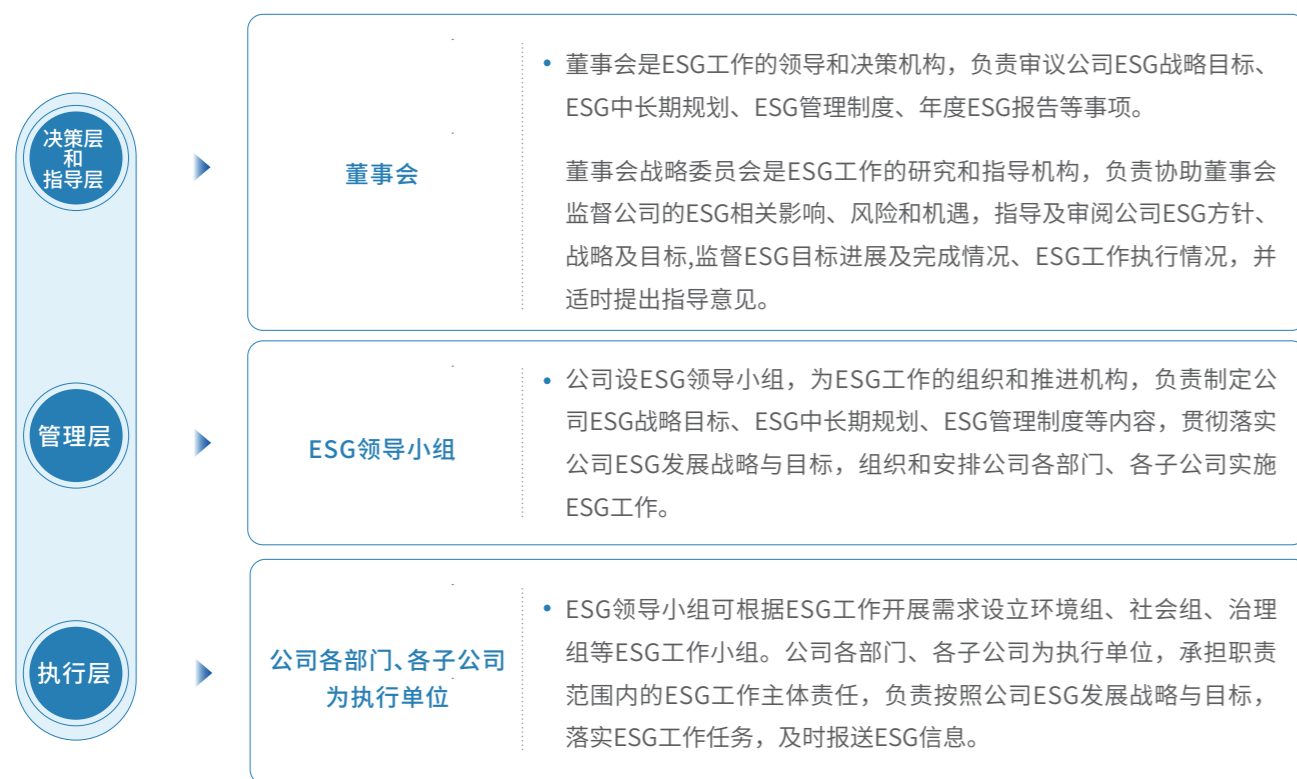 决策层
和
指导层
董事会
• 董事会是ESG工作的领导和决策机构，负责审议公司ESG战略目标、
ESG中长期规划、ESG管理制度、年度ESG报告等事项。
董事会战略委员会是ESG工作的研究和指导机构，负责协助董事会
监督公司的ESG相关影响、风险和机遇，指导及审阅公司ESG方针、
战略及目标,监督ESG目标进展及完成情况、ESG工作执行情况，并
适时提出指导意见。
管理层
ESG领导小组
• 公司设ESG领导小组，为ESG工作的组织和推进机构，负责制定公
司ESG战略目标、ESG中长期规划、ESG管理制度等内容，贯彻落实
公司ESG发展战略与目标，组织和安排公司各部门、各子公司实施
ESG工作。
执行层
公司各部门、各子公司
为执行单位
• ESG领导小组可根据ESG工作开展需求设立环境组、社会组、治理
组等ESG工作小组。公司各部门、各子公司为执行单位，承担职责
范围内的ESG工作主体责任，负责按照公司ESG发展战略与目标，
落实ESG工作任务，及时报送ESG信息。